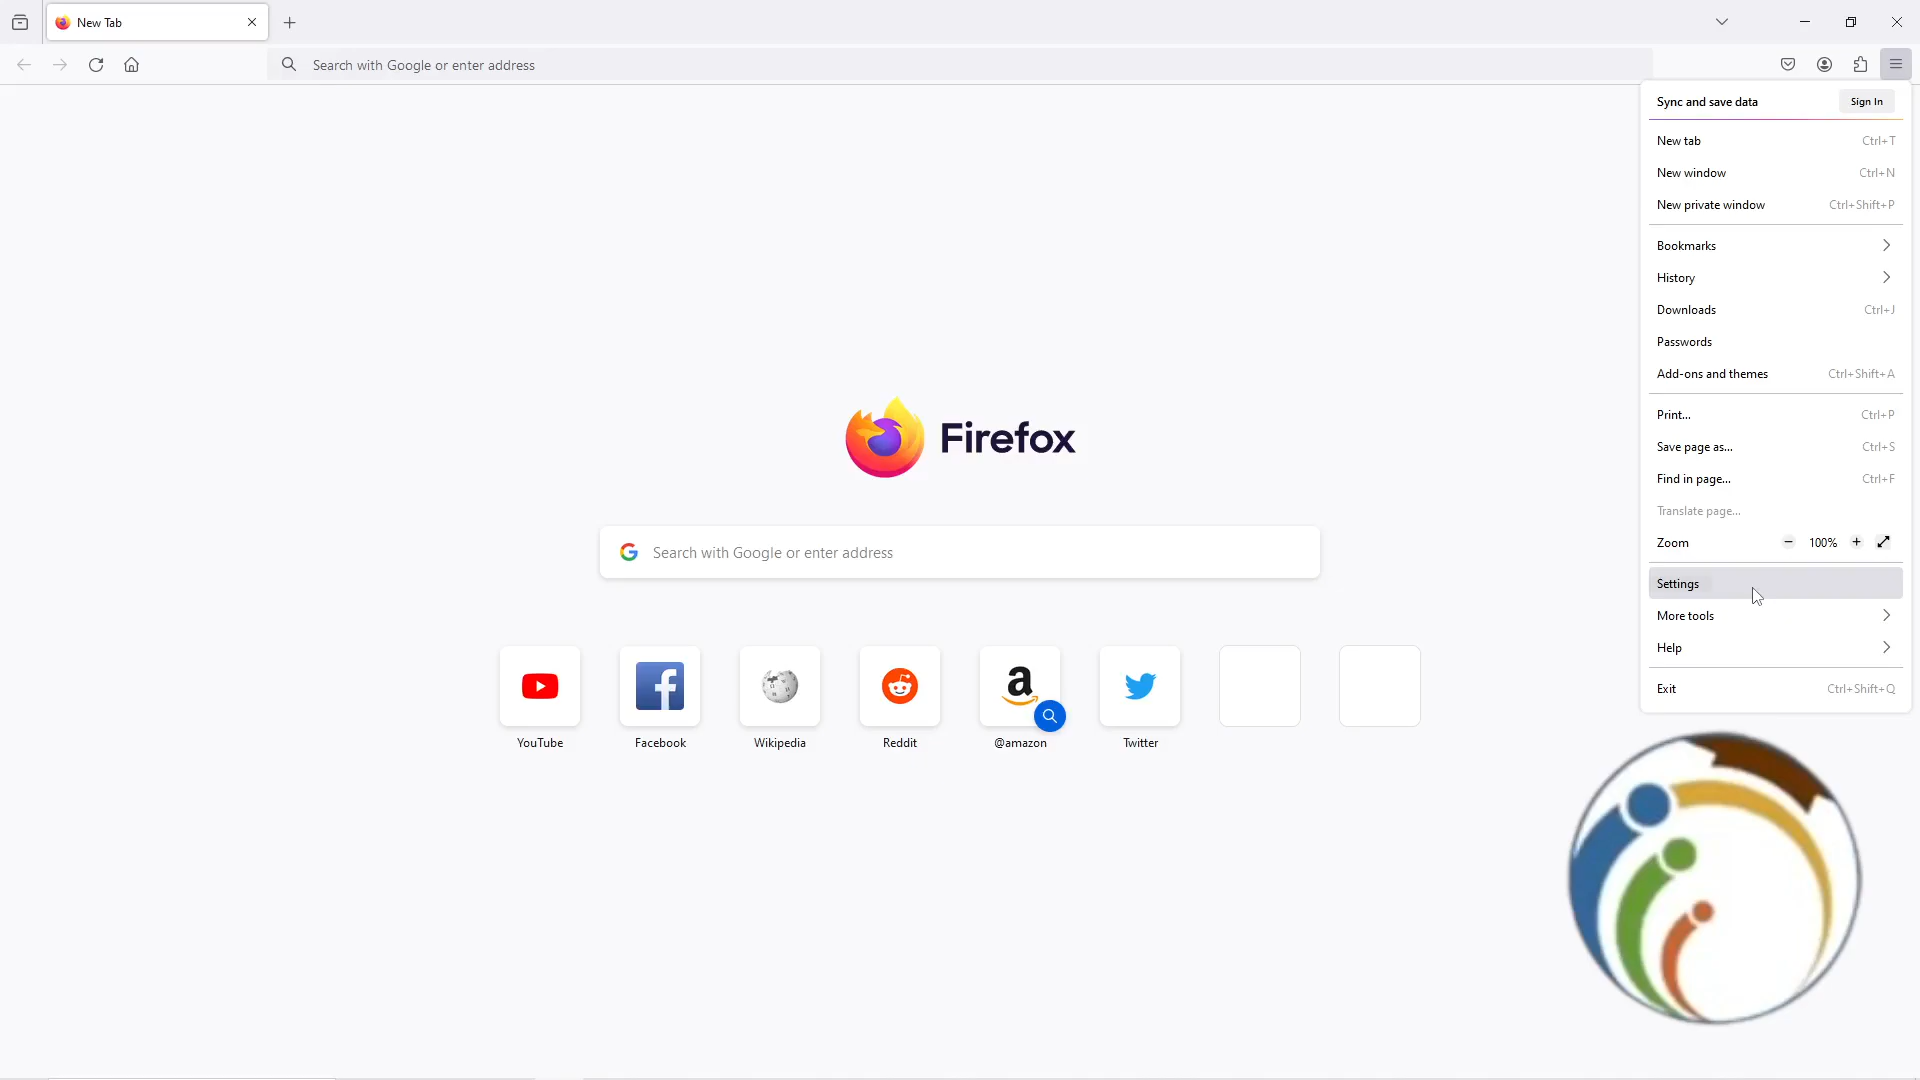 New Tab
Search with Google or enter address
Sync and save data Sign In
New tab Ctrl+T
New window Ctrl+N
New private window Ctrl+Shift+P
Bookmarks
History
Downloads Ctrl+J
Passwords
Add-ons and themes Ctrl+Shift+A
Print... Ctrl+P
Save page as... Ctrl+S
Find in page... Ctrl+F
Translate page...
Zoom 100%
Settings
More tools
Help
Exit Ctrl+Shift+Q
Firefox
Search with Google or enter address
YouTube Facebook Wikipedia Reddit @amazon Twitter